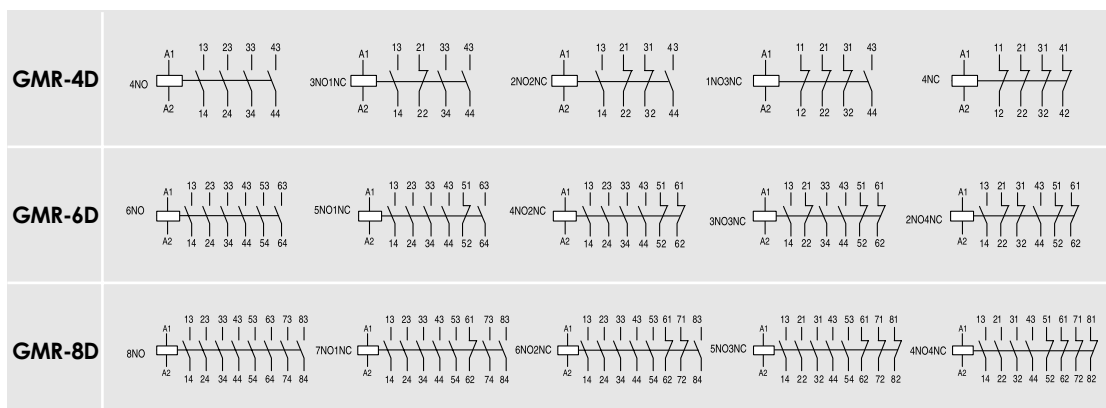 GMR-4D
4NO A1 A2 13 23 33 43 14 24 34 44
3NO1NC A1 A2 13 21 33 43 14 22 34 44
2NO2NC A1 A2 13 21 31 43 14 22 32 44
1NO3NC A1 A2 11 21 31 43 12 22 32 44
4NC A1 A2 11 21 31 41 12 22 32 42
GMR-6D
6NO A1 A2 13 23 33 43 53 63 14 24 34 44 54 64
5NO1NC A1 A2 13 23 33 43 51 63 14 24 34 44 52 64
4NO2NC A1 A2 13 23 33 43 51 61 14 24 34 44 52 62
3NO3NC A1 A2 13 21 33 43 51 61 14 22 34 44 52 62
2NO4NC A1 A2 13 21 31 43 51 61 14 22 32 44 52 62
GMR-8D
8NO A1 A2 13 23 33 43 53 63 73 83 14 24 34 44 54 64 74 84
7NO1NC A1 A2 13 23 33 43 53 61 73 83 14 24 34 44 54 62 74 84
6NO2NC A1 A2 13 23 33 43 53 61 71 83 14 24 34 44 54 62 72 84
5NO3NC A1 A2 13 21 31 43 53 61 71 81 14 22 32 44 54 62 72 82
4NO4NC A1 A2 13 21 31 43 51 61 71 81 14 22 32 44 52 62 72 82